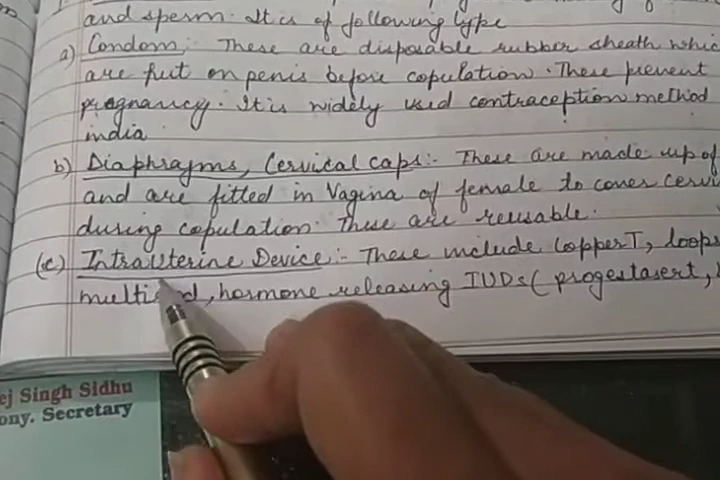 and sperm. It is of following type
a) Condom:- These are disposable rubber sheath
are put on penis before copulation. These prevent
pregnancy. It is widely used contraception method
india.
b) Diaphragms, Cervical caps:- These are made up of
and are fitted in Vagina of female to cover
during copulation. These are reusable.
(c) Intrauterine Device:- These include CopperT, loops
hormone releasing IUDs (progestasert,
ej Singh Sidhu
ony. Secretary